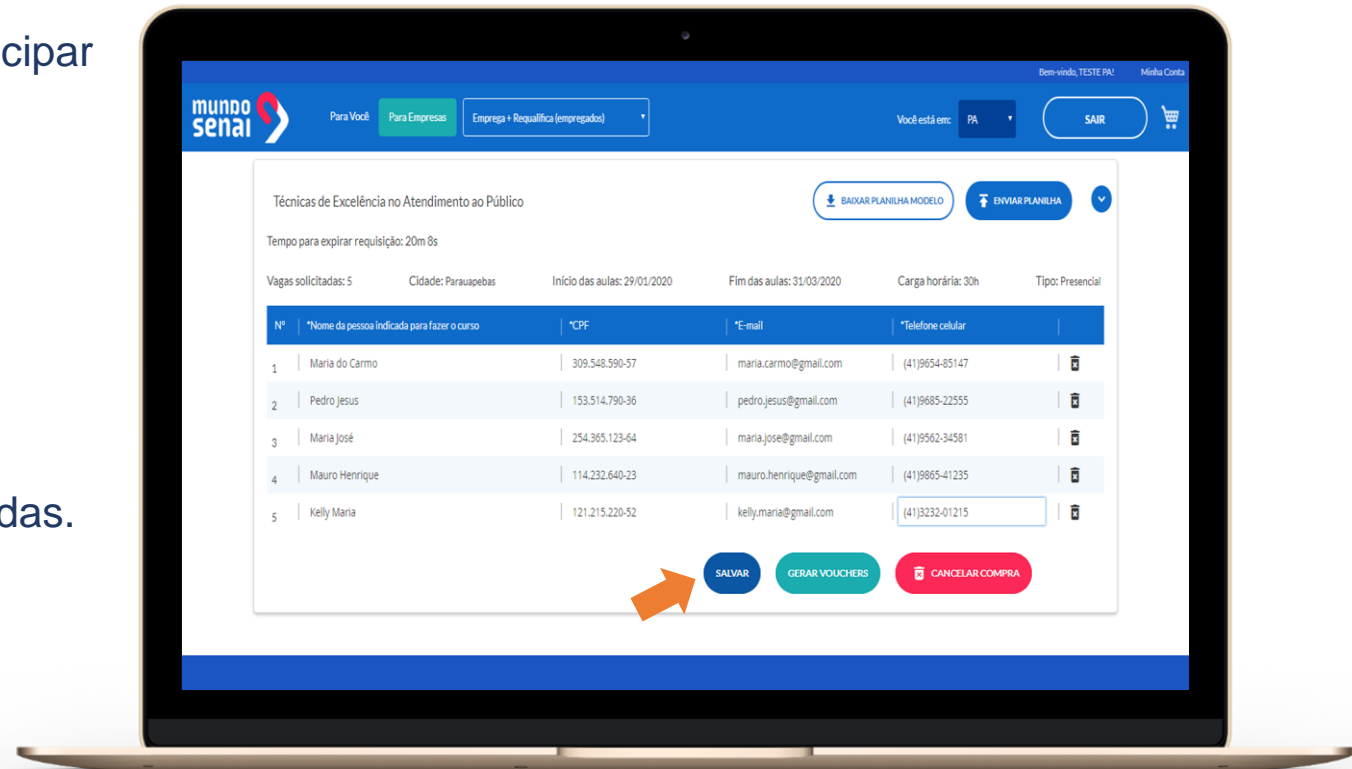 cipar
das.
Bem-vindo, TESTE PA! Minha Conta
mundo
senai
Para Você Para Empresas Emprega + Requalifica (empregados) Você está em: PA SAIR
Técnicas de Excelência no Atendimento ao Público BAIXAR PLANILHA MODELO ENVIAR PLANILHA
Tempo para expirar requisição: 20m 8s
Vagas solicitadas: 5 Cidade: Parauapebas Início das aulas: 29/01/2020 Fim das aulas: 31/03/2020 Carga horária: 30h Tipo: Presencial
Nº *Nome da pessoa indicada para fazer o curso *CPF *E-mail *Telefone celular
1 Maria do Carmo 309.548.590-57 maria.carmo@gmail.com (41)9654-85147
2 Pedro Jesus 153.514.790-36 pedro.jesus@gmail.com (41)9685-22555
3 Maria José 254.365.123-64 maria.jose@gmail.com (41)9562-34581
4 Mauro Henrique 114.232.640-23 mauro.henrique@gmail.com (41)9865-41235
5 Kelly Maria 121.215.220-52 kelly.maria@gmail.com (41)3232-01215
SALVAR GERAR VOUCHERS CANCELAR COMPRA